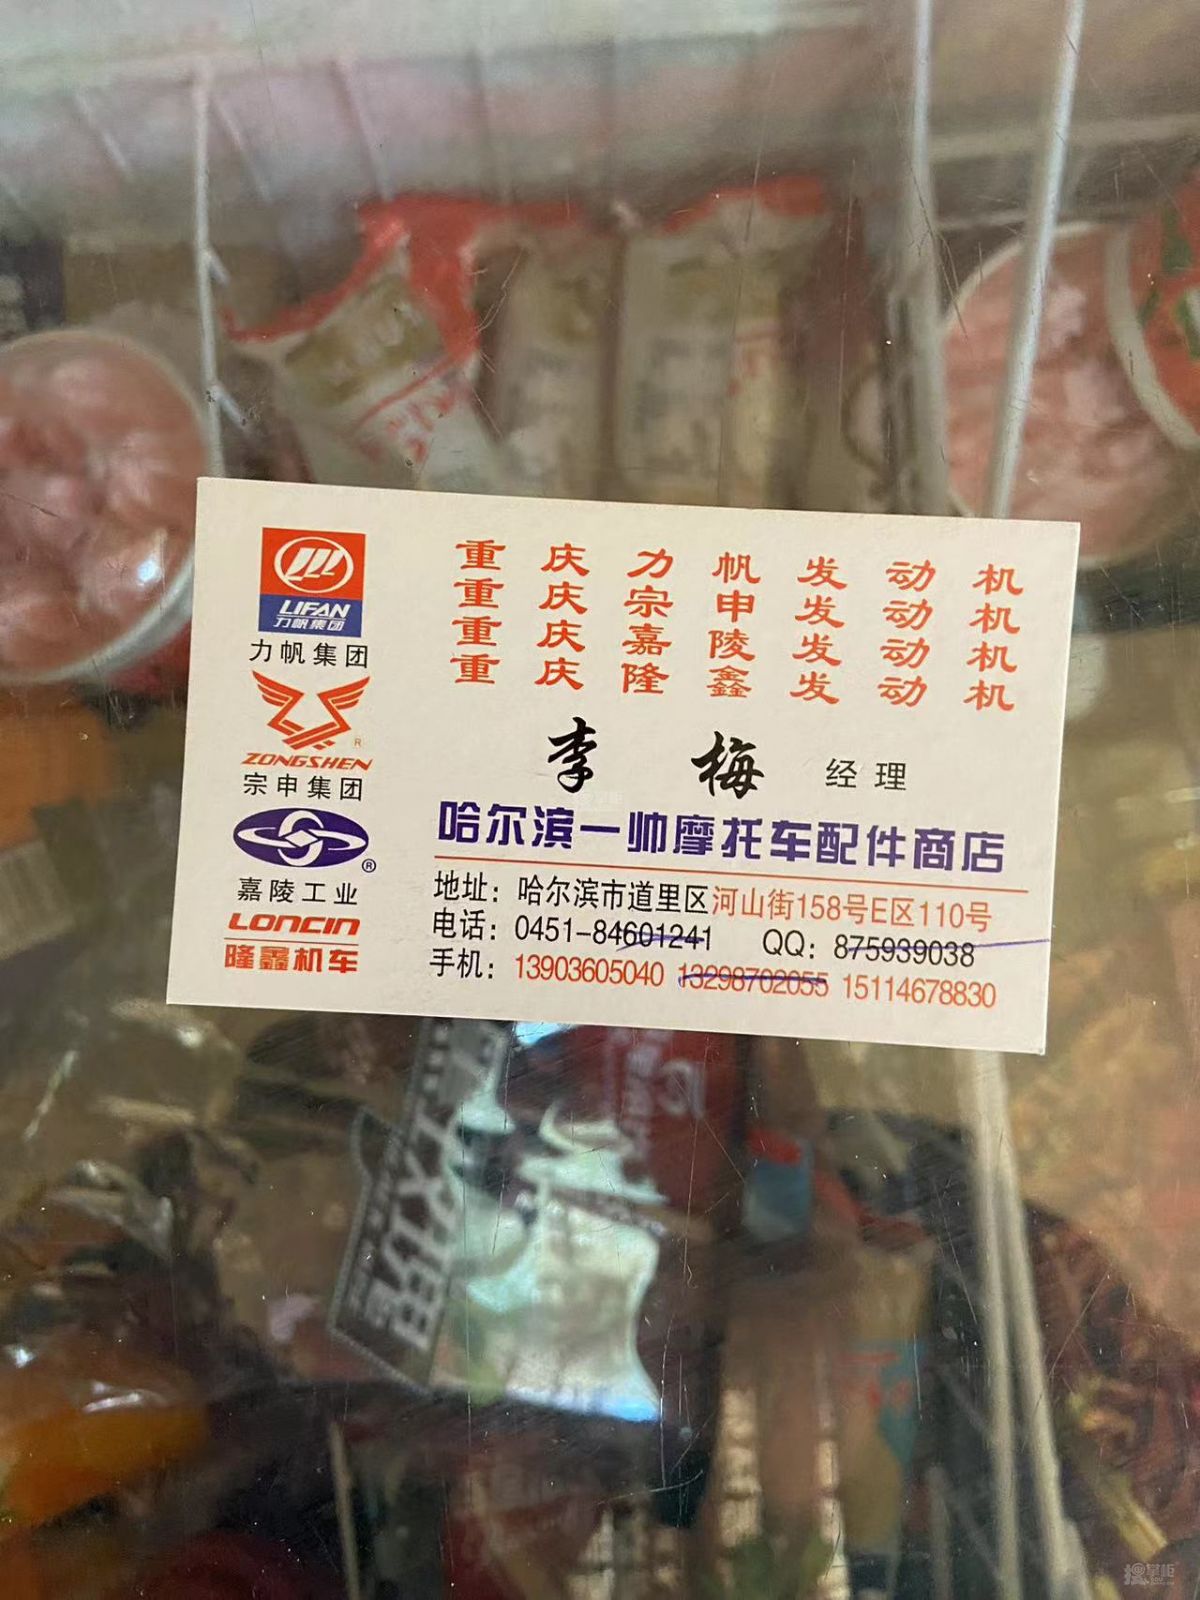 LIFAN
力帆集团
力帆集团
ZONGSHEN
宗申集团
®
嘉陵工业
LONCIN
隆鑫机车
重庆力帆发动机
重庆宗申发动机
重庆嘉陵发动机
重庆隆鑫发动机
李梅 经理
哈尔滨一帅摩托车配件商店
地址：哈尔滨市道里区河山街158号E区110号
电话：0451-84601241 QQ：875939038
手机：13903605040 13298702055 15114678830